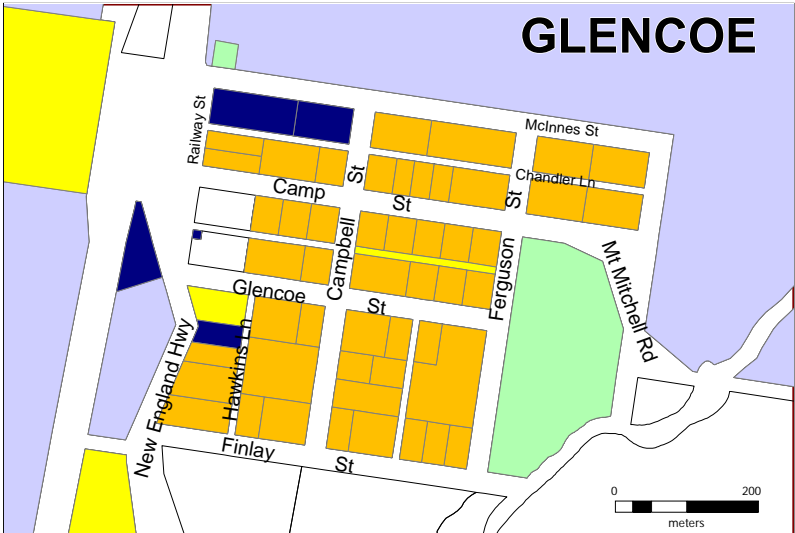 GLENCOE
McInnes St
Railway St
Chandler Ln
Camp St
Campbell St
Ferguson St
Mt Mitchell Rd
Glencoe St
Hawkins Ln
New England Hwy
Finlay St
0 200
meters